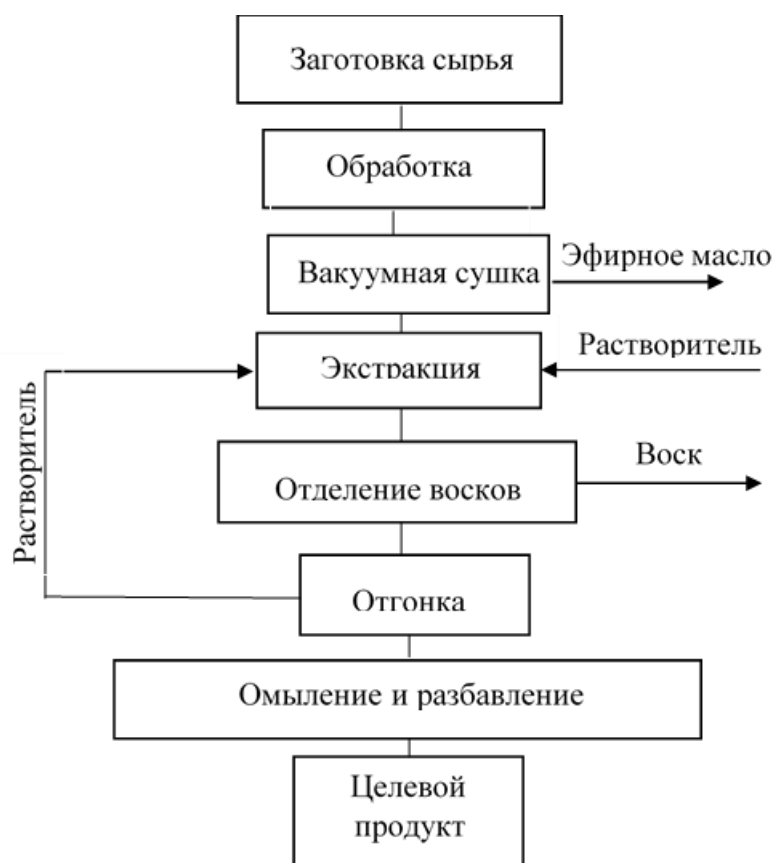 Заготовка сырья
Обработка
Вакуумная сушка
Эфирное масло
Экстракция
Растворитель
Растворитель
Отделение восков
Воск
Отгонка
Омыление и разбавление
Целевой
продукт